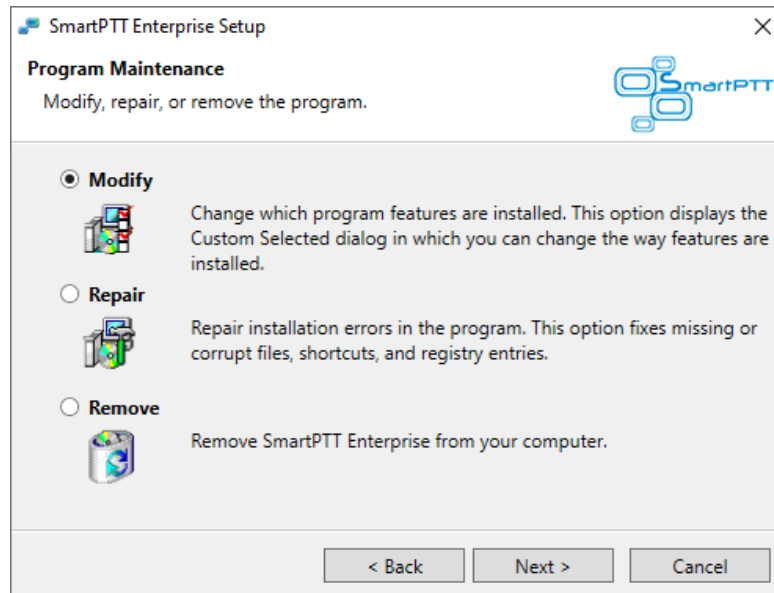 SmartPTT Enterprise Setup
Program Maintenance
Modify, repair, or remove the program.
SmartPTT
Modify
Change which program features are installed. This option displays the
Custom Selected dialog in which you can change the way features are
installed.
Repair
Repair installation errors in the program. This option fixes missing or
corrupt files, shortcuts, and registry entries.
Remove
Remove SmartPTT Enterprise from your computer.
< Back
Next >
Cancel